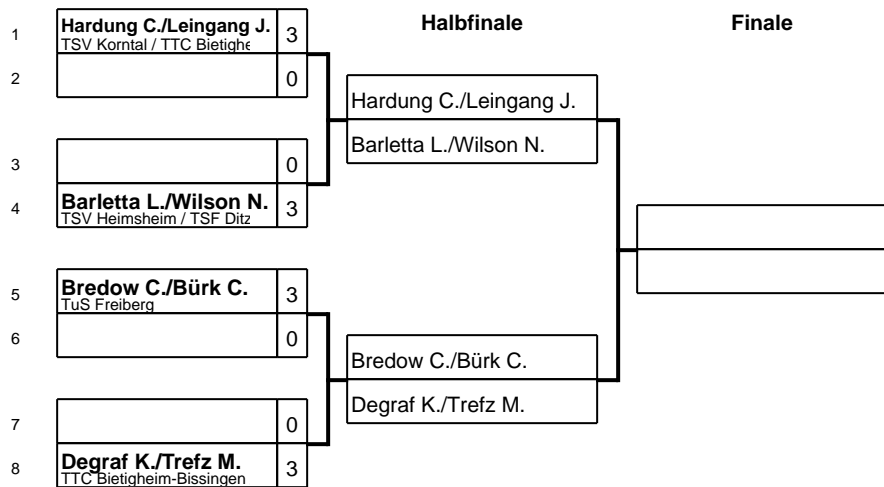 Halbfinale Finale
1 Hardung C./Leingang J. 3
TSV Korntal / TTC Bietighe
2 0
Hardung C./Leingang J.
Barletta L./Wilson N.
3 0
4 Barletta L./Wilson N. 3
TSV Heimsheim / TSF Ditz
5 Bredow C./Bürk C. 3
TuS Freiberg
6 0
Bredow C./Bürk C.
Degraf K./Trefz M.
7 0
8 Degraf K./Trefz M. 3
TTC Bietigheim-Bissingen